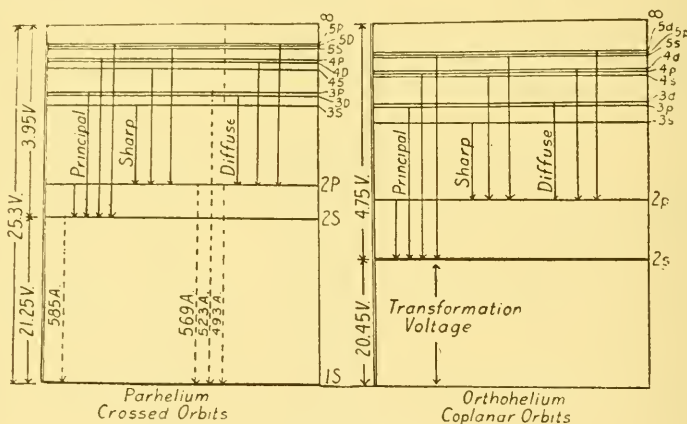 ∞
5P
5D
5S
4P
4D
4S
3P
3D
3S
2P
2S
1S
3.95V.
25.3V.
21.25V.
Principal
Sharp
Diffuse
585A.
569A.
523A.
493A.
Parhelium
Crossed Orbits
∞
5d
5p
5s
4d
4p
4s
3d
3p
3s
2p
2s
4.75V.
20.45V.
Principal
Sharp
Diffuse
Transformation
Voltage
Orthohelium
Coplanar Orbits